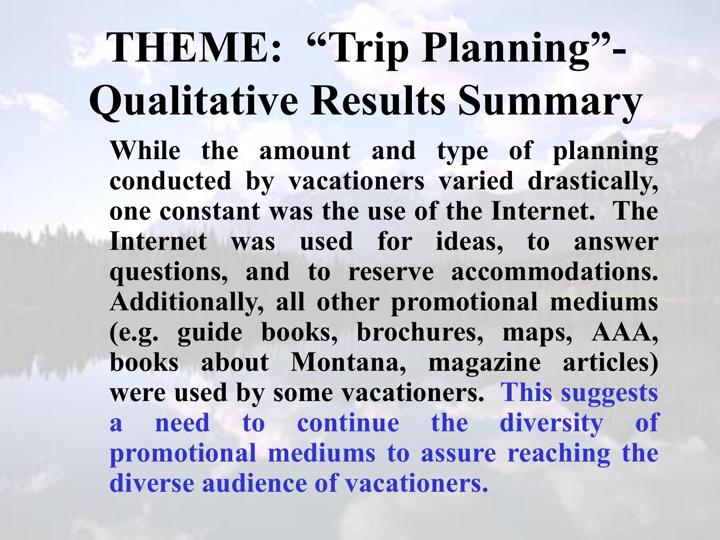 THEME:  “Trip Planning”-
Qualitative Results Summary
While the amount and type of planning
conducted by vacationers varied drastically,
one constant was the use of the Internet.  The
Internet was used for ideas, to answer
questions, and to reserve accommodations.
Additionally, all other promotional mediums
(e.g. guide books, brochures, maps, AAA,
books about Montana, magazine articles)
were used by some vacationers.  This suggests
a need to continue the diversity of
promotional mediums to assure reaching the
diverse audience of vacationers.